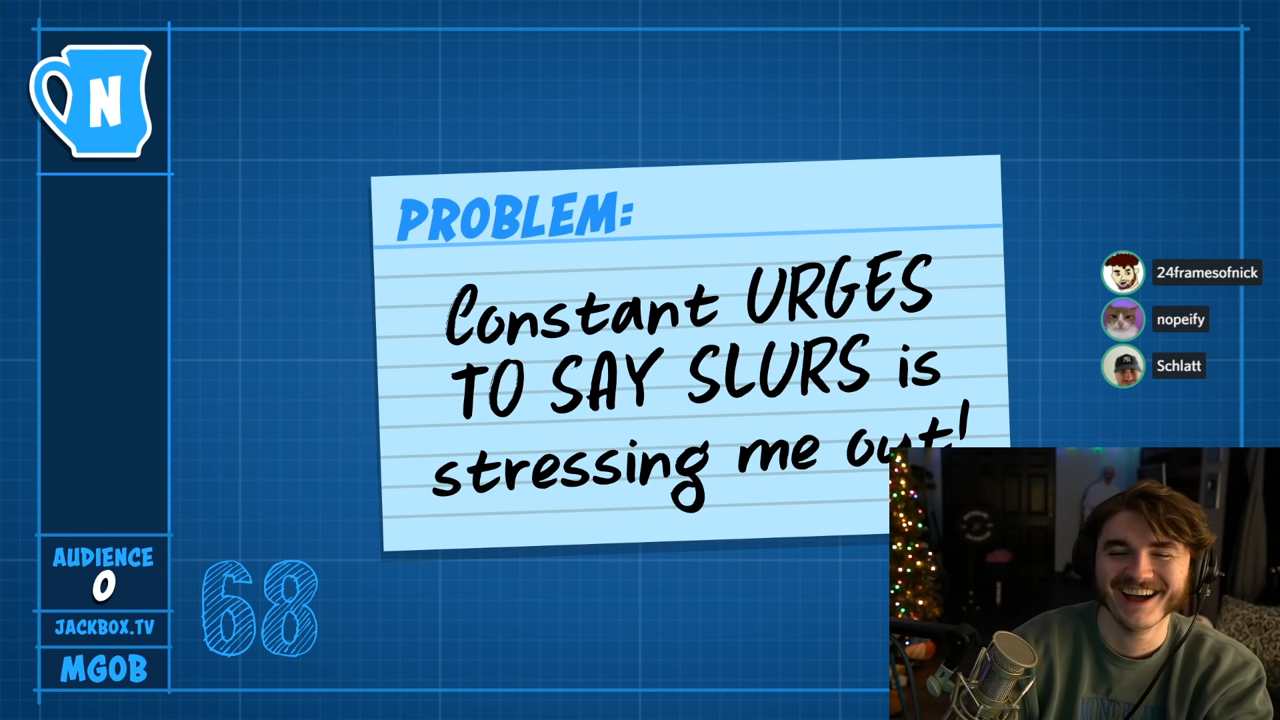 N
PROBLEM:
Constant URGES
TO SAY SLURS is
stressing me out!
24framesofnick
nopeify
Schlatt
AUDIENCE
0
JACKBOX.TV
MGOB
68